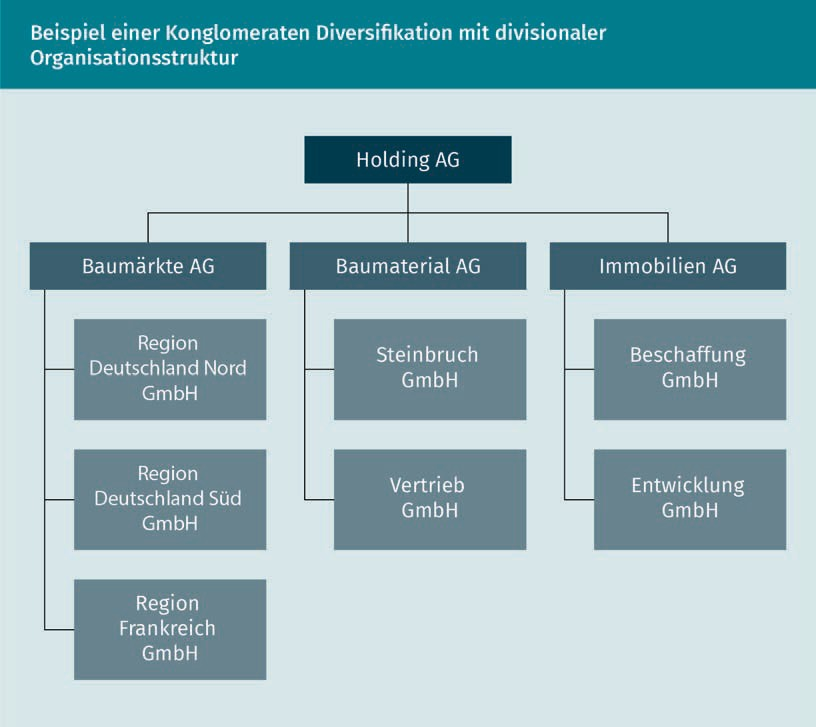 Beispiel einer Konglomeraten Diversifikation mit divisionaler
Organisationsstruktur
Holding AG
Baumärkte AG
Region
Deutschland Nord
GmbH
Region
Deutschland Süd
GmbH
Region
Frankreich
GmbH
Baumaterial AG
Steinbruch
GmbH
Vertrieb
GmbH
Immobilien AG
Beschaffung
GmbH
Entwicklung
GmbH